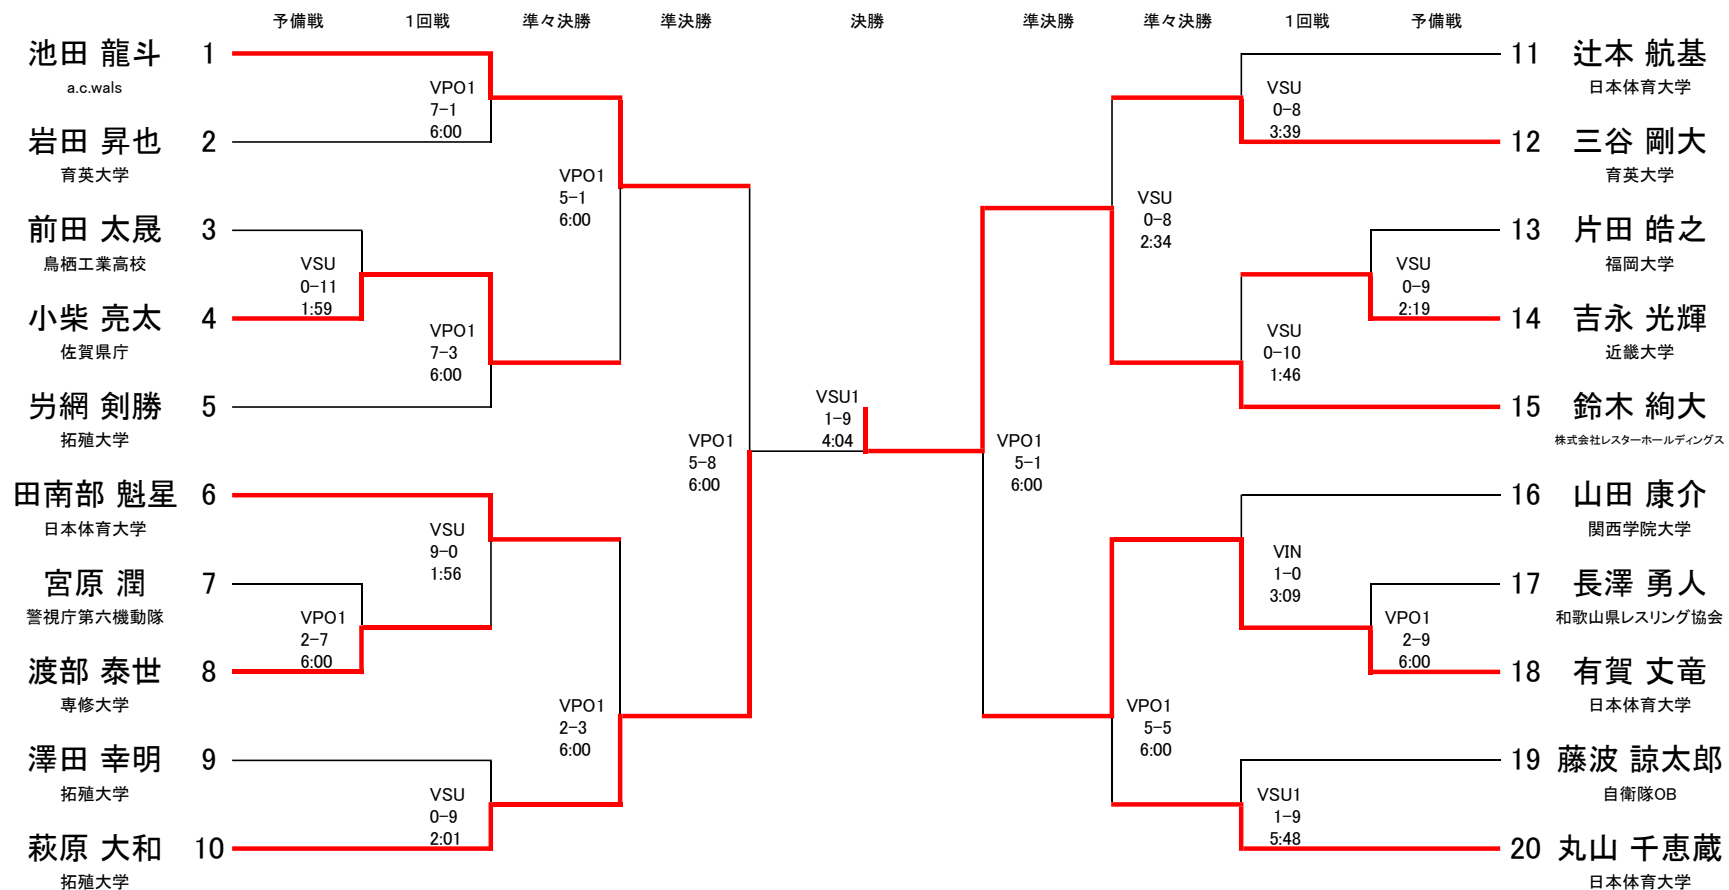 予備戦 1回戦 準々決勝 準決勝 決勝 準決勝 準々決勝 1回戦 予備戦
池田 龍斗 1
a.c.wals
VPO1
7-1
6:00
岩田 昇也 2
育英大学
VPO1
5-1
6:00
前田 太晟 3
鳥栖工業高校
VSU
0-11
1:59
小柴 亮太 4
佐賀県庁
VPO1
7-3
6:00
屶網 剣勝 5
拓殖大学
VPO1
5-8
6:00
田南部 魁星 6
日本体育大学
VSU
9-0
1:56
宮原 潤 7
警視庁第六機動隊
VPO1
2-7
6:00
渡部 泰世 8
専修大学
VPO1
2-3
6:00
澤田 幸明 9
拓殖大学
VSU
0-9
2:01
萩原 大和 10
拓殖大学
VSU1
1-9
4:04
11 辻本 航基
日本体育大学
VSU
0-8
3:39
12 三谷 剛大
育英大学
VSU
0-8
2:34
13 片田 皓之
福岡大学
VSU
0-9
2:19
14 吉永 光輝
近畿大学
VSU
0-10
1:46
15 鈴木 絢大
株式会社レスターホールディングス
VPO1
5-1
6:00
16 山田 康介
関西学院大学
VIN
1-0
3:09
17 長澤 勇人
和歌山県レスリング協会
VPO1
2-9
6:00
18 有賀 丈竜
日本体育大学
VPO1
5-5
6:00
19 藤波 諒太郎
自衛隊OB
VSU1
1-9
5:48
20 丸山 千恵蔵
日本体育大学